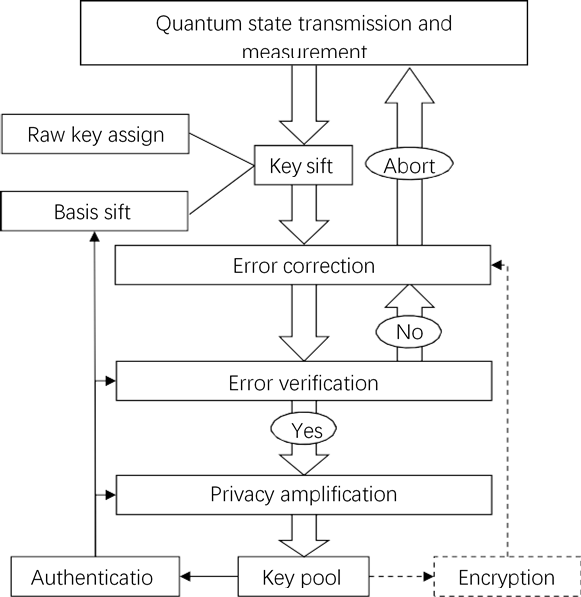 Quantum state transmission and
measurement
Raw key assign
Key sift
Abort
Basis sift
Error correction
No
Error verification
Yes
Privacy amplification
Authenticatio
Key pool
Encryption